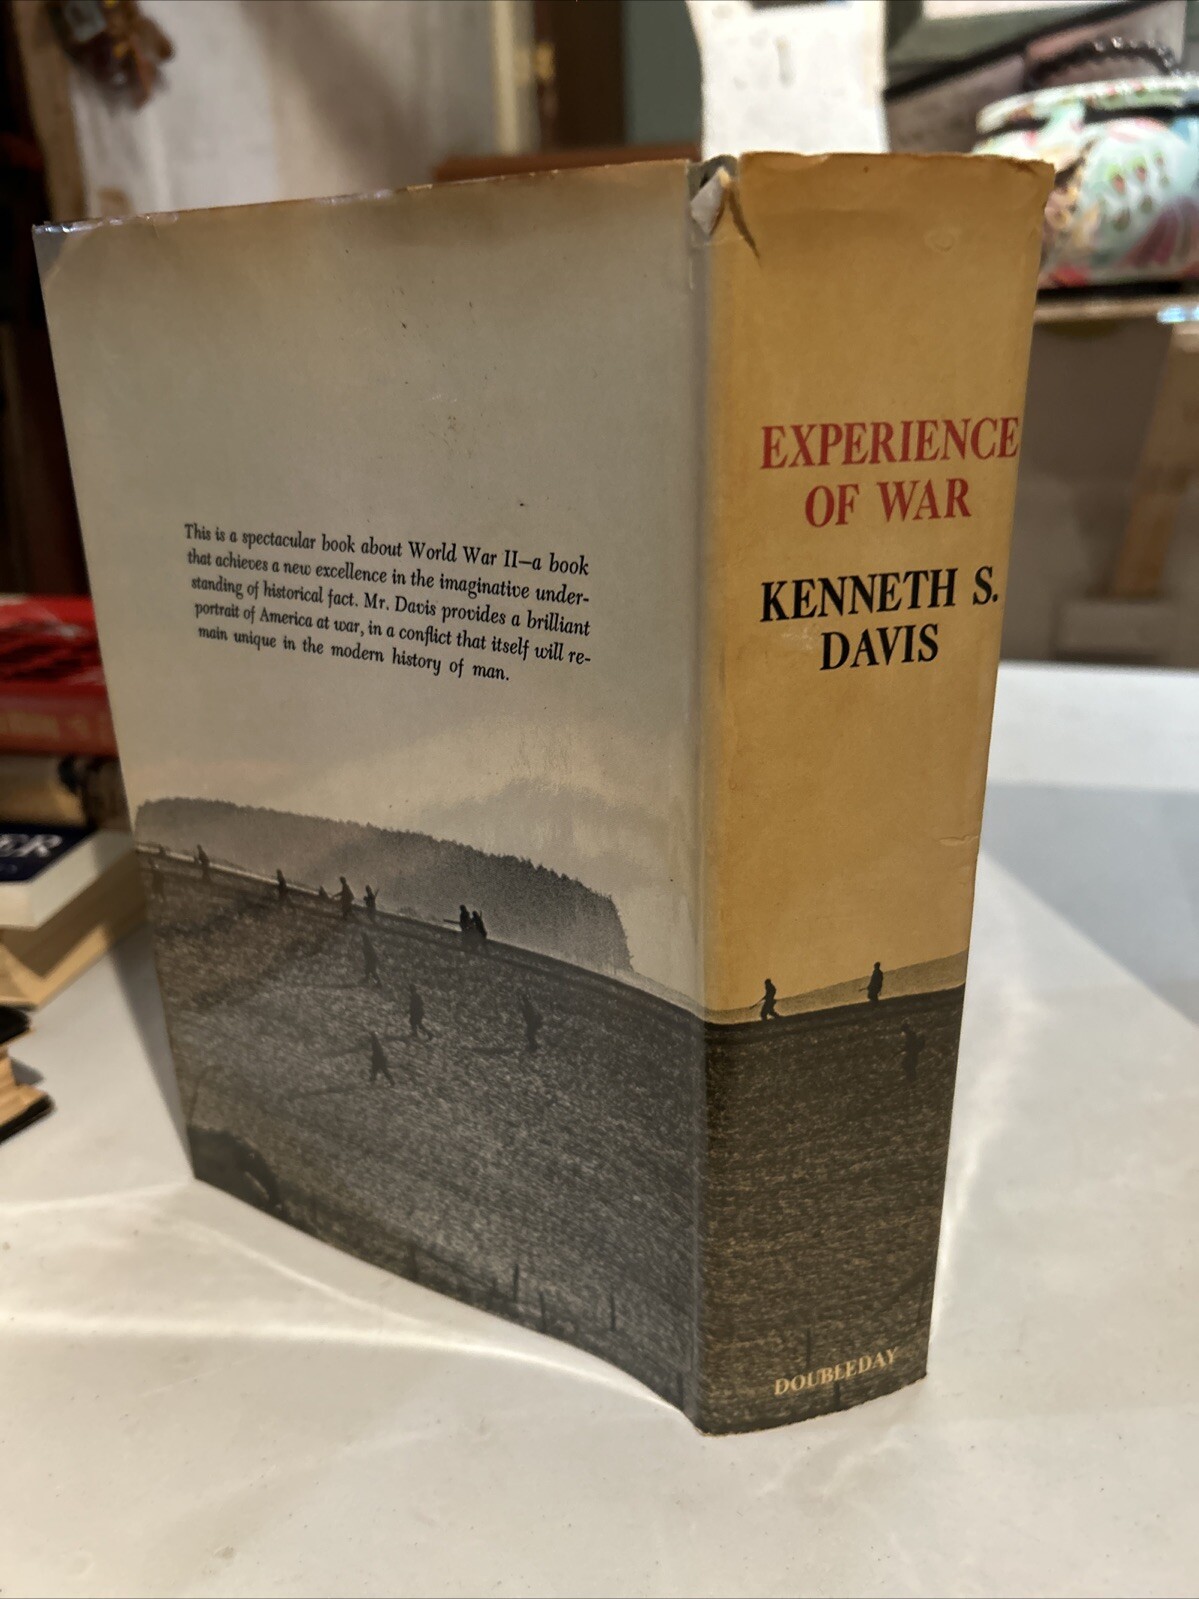 This is a spectacular book about World War II—a book
that achieves a new excellence in the imaginative under-
standing of historical fact. Mr. Davis provides a brilliant
portrait of America at war, in a conflict that itself will re-
main unique in the modern history of man.
EXPERIENCE
OF WAR
KENNETH S.
DAVIS
DOUBLEDAY
ER